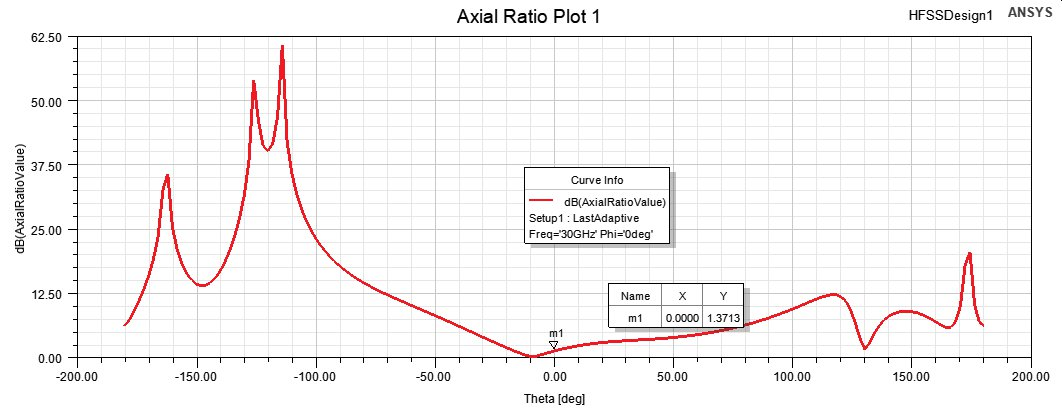 Axial Ratio Plot 1
HFSSDesign1 ANSYS
62.50
50.00
37.50
25.00
12.50
0.00
dB(AxialRatioValue)
Curve Info
dB(AxialRatioValue)
Setup1 : LastAdaptive
Freq='30GHz' Phi='0deg'
Name X Y
m1 0.0000 1.3713
m1
-200.00 -150.00 -100.00 -50.00 0.00 50.00 100.00 150.00 200.00
Theta [deg]